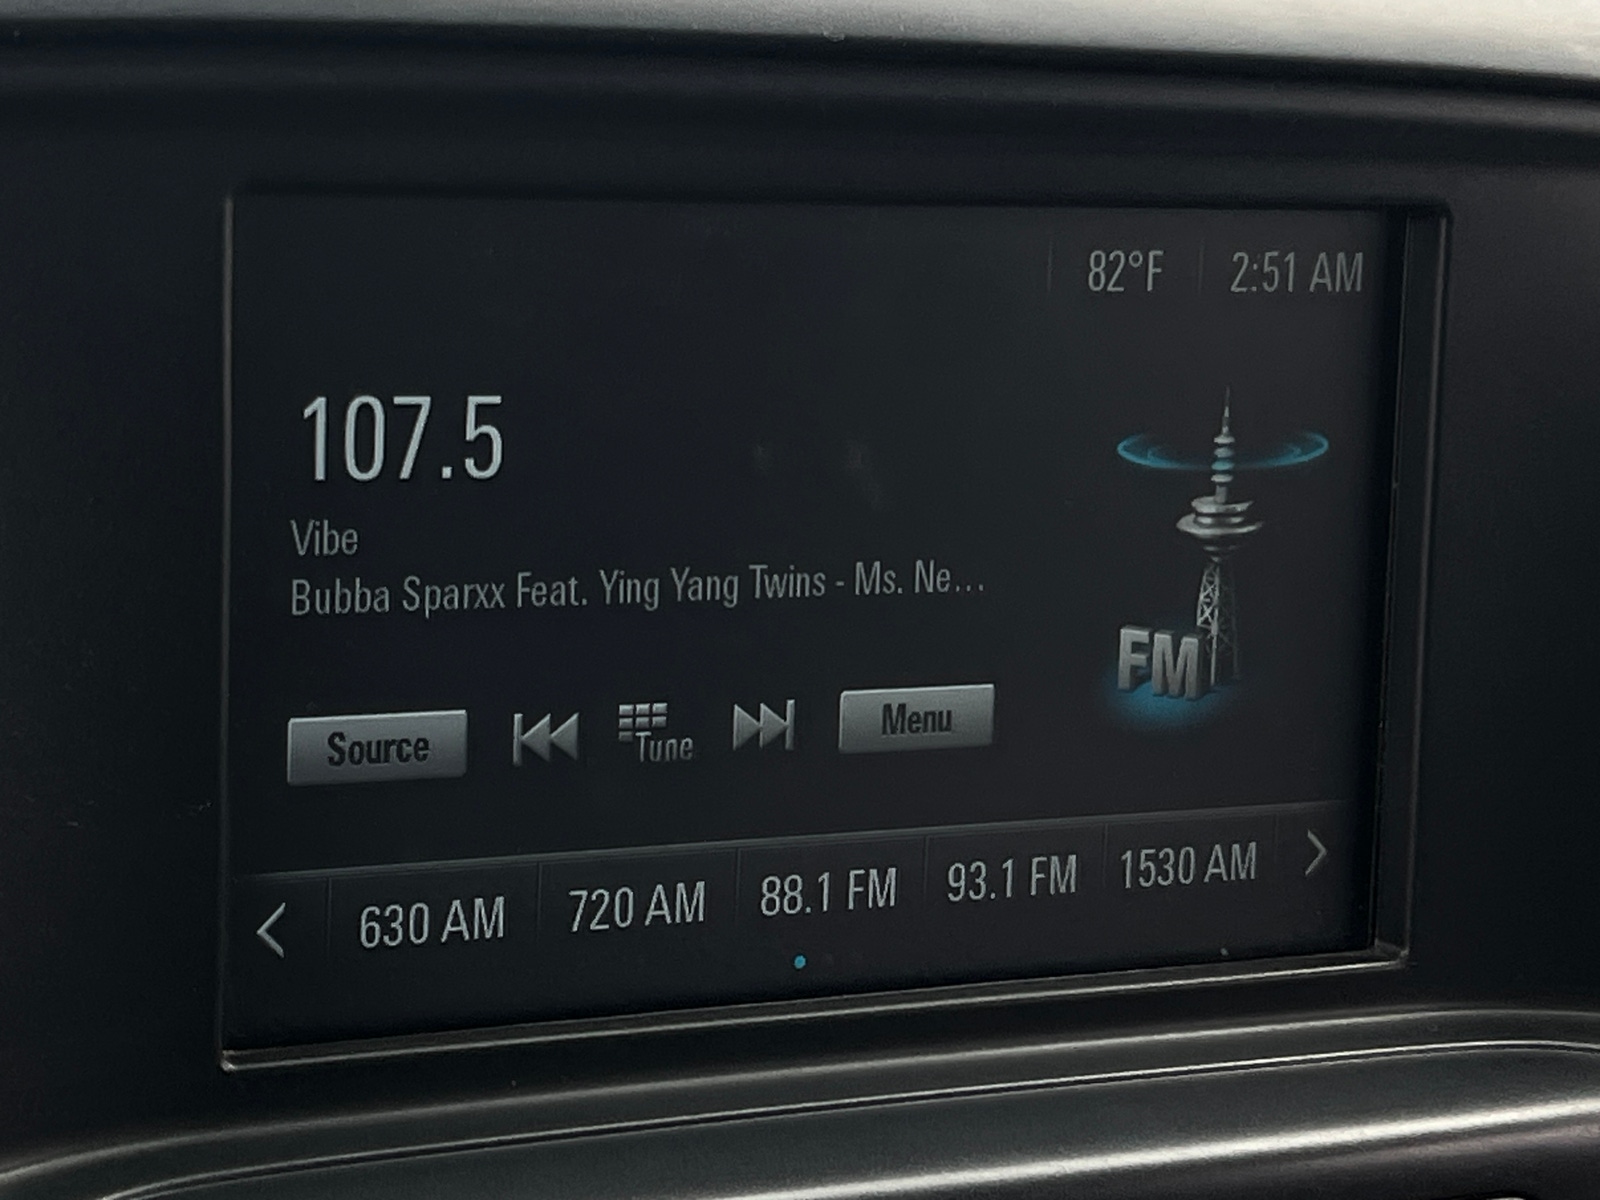 82°F 2:51 AM
107.5
Vibe
Bubba Sparxx Feat. Ying Yang Twins - Ms. Ne...
FM
Source Tune Menu
630 AM 720 AM 88.1 FM 93.1 FM 1530 AM